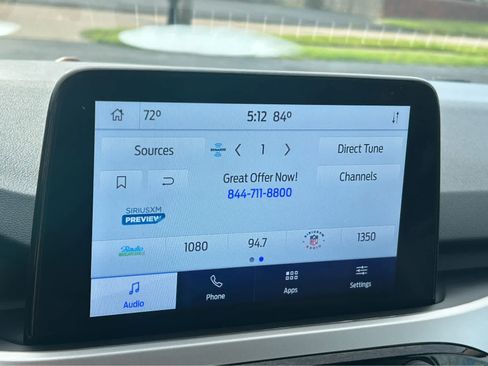 72° 5:12 84°
Sources 1 Direct Tune
Great Offer Now! Channels
844-711-8800
SIRIUSXM
PREVIEW
1080 94.7 1350
Audio Phone Apps Settings